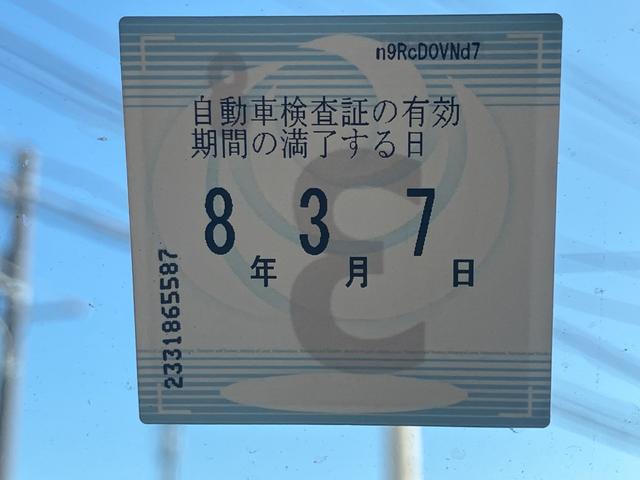 n9RcDOVNd7
自動車検査証の有効
期間の満了する日
8年 3月 7日
2331865587